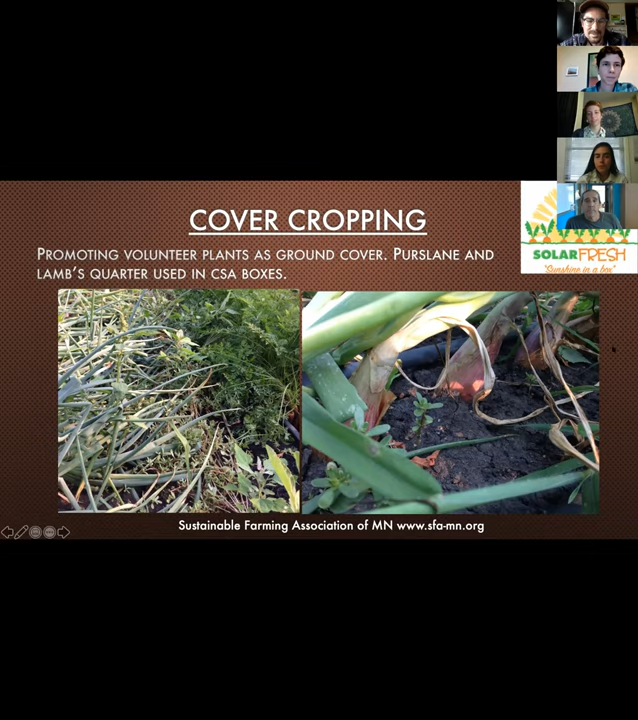 COVER CROPPING
PROMOTING VOLUNTEER PLANTS AS GROUND COVER. PURSLANE AND
LAMB'S QUARTER USED IN CSA BOXES.
SOLARFRESH
"Sunshine in a box"
Sustainable Farming Association of MN www.sfa-mn.org